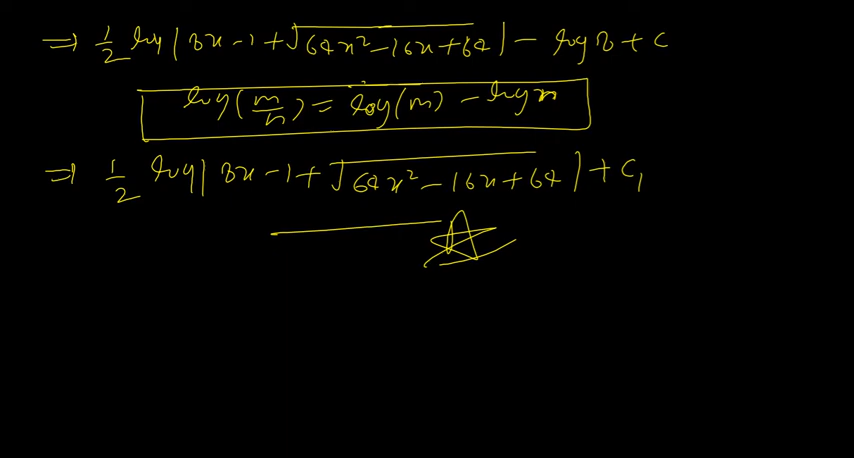 ⇒ 1/2 log|8x - 1 + √(64x² - 16x + 64)| - log 8 + c
log(m/n) = log(m) - log n
⇒ 1/2 log|8x - 1 + √(64x² - 16x + 64)| + C₁